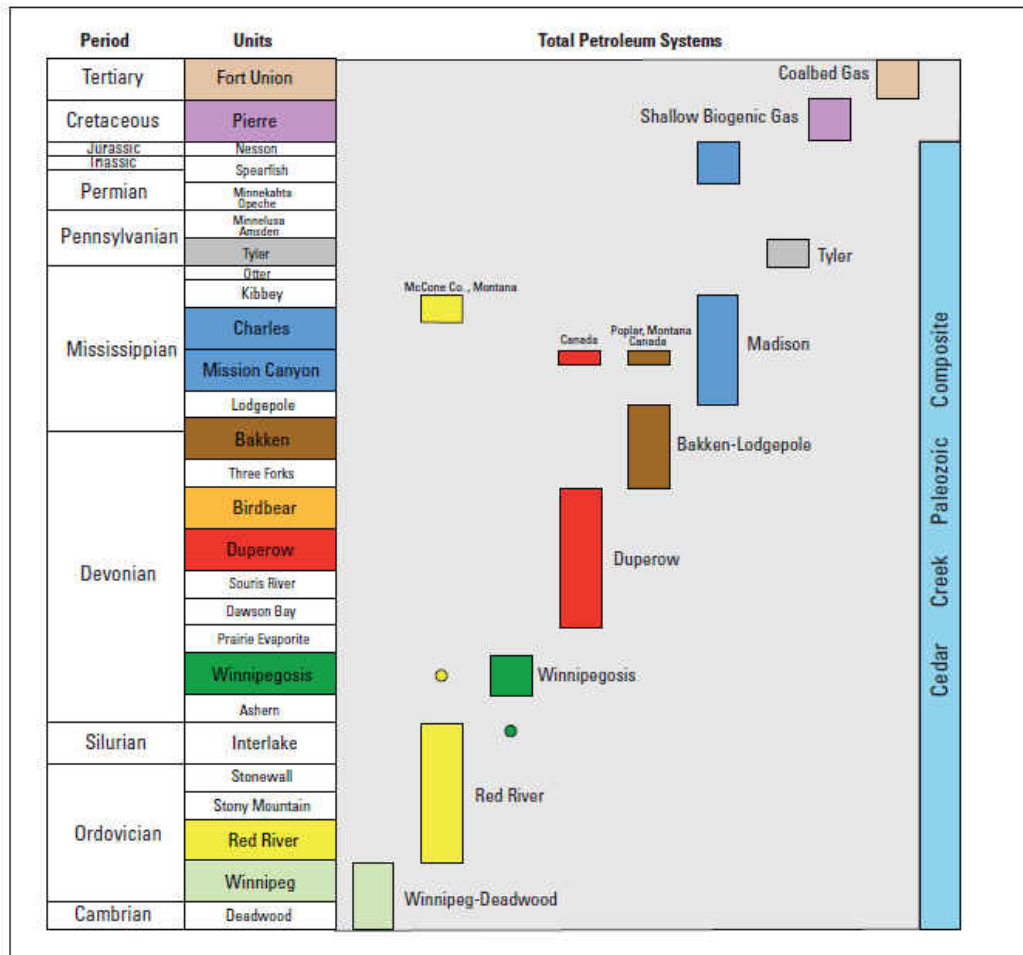 Period Units Total Petroleum Systems
Tertiary Fort Union Coalbed Gas
Cretaceous Pierre Shallow Biogenic Gas
Jurassic Nesson
Triassic Spearfish
Permian Minnekahta
Opeche
Pennsylvanian Minnelusa
Amsden
Tyler Tyler
Otter
Kibbey McCone Co., Montana
Mississippian Charles Canada Poplar, Montana
Canada Madison
Mission Canyon
Lodgepole
Bakken Bakken-Lodgepole
Three Forks
Birdbear
Devonian Duperow Duperow
Souris River
Dawson Bay
Prairie Evaporite
Winnipegosis Winnipegosis
Ashern
Silurian Interlake
Stonewall
Stony Mountain Red River
Ordovician Red River
Winnipeg Winnipeg-Deadwood
Cambrian Deadwood
Cedar Creek Paleozoic Composite